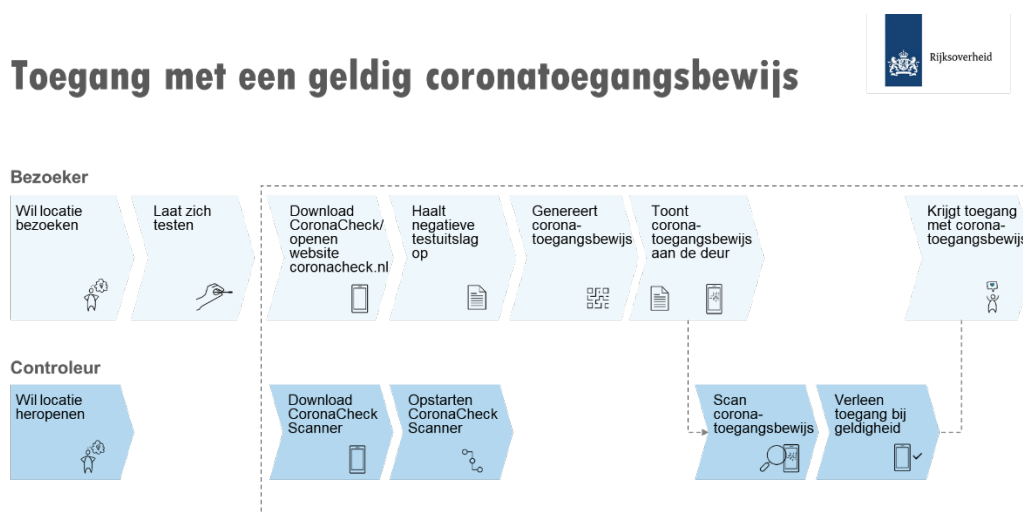 Toegang met een geldig coronatoegangsbewijs
Rijksoverheid
Bezoeker
Wil locatie
bezoeken
Laat zich
testen
Download
CoronaCheck/
openen
website
coronacheck.nl
Haalt
negatieve
testuitslag
op
Genereert
corona-
toegangsbewijs
Toont
corona-
toegangsbewijs
aan de deur
Krijgt toegang
met corona-
toegangsbewijs
Controleur
Wil locatie
heropenen
Download
CoronaCheck
Scanner
Opstarten
CoronaCheck
Scanner
Scan
corona-
toegangsbewijs
Verleen
toegang bij
geldigheid